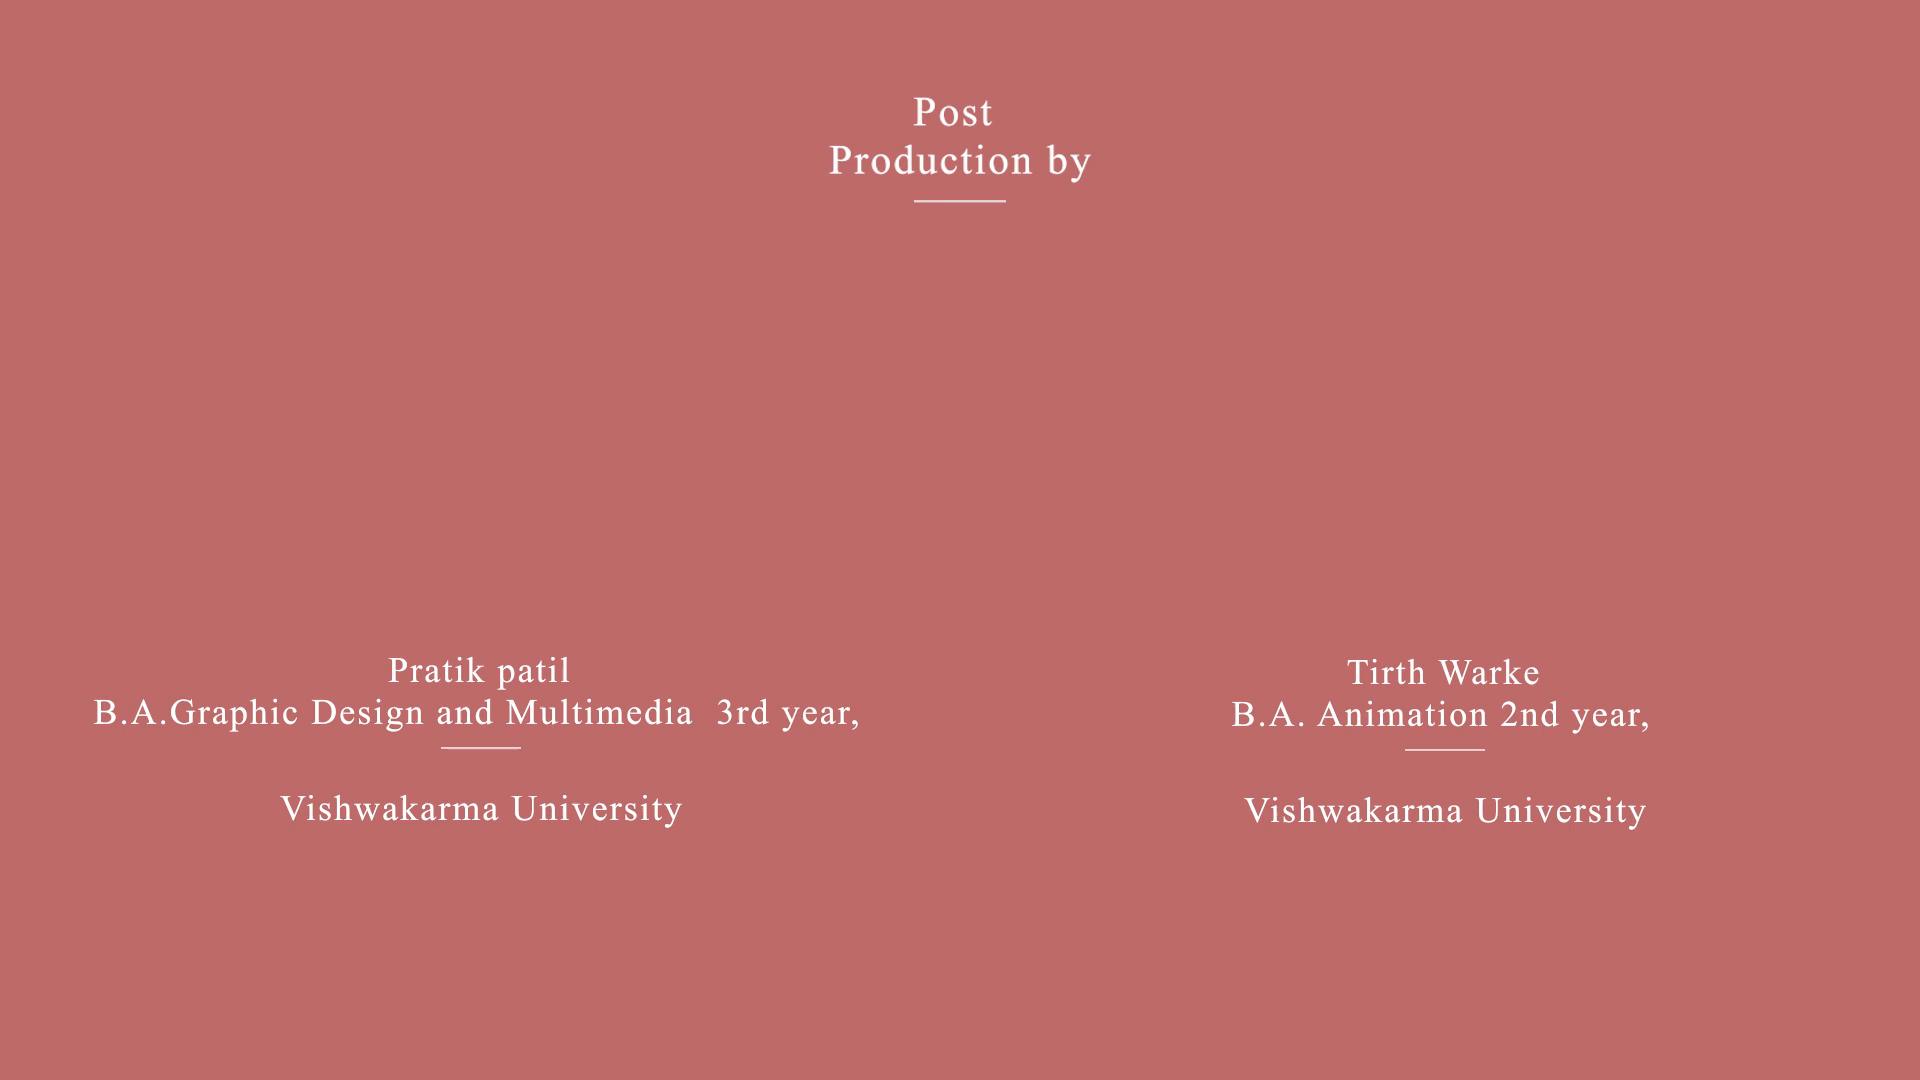 Post
Production by
Pratik patil
B.A.Graphic Design and Multimedia  3rd year,
Vishwakarma University
Tirth Warke
B.A. Animation 2nd year,
Vishwakarma University